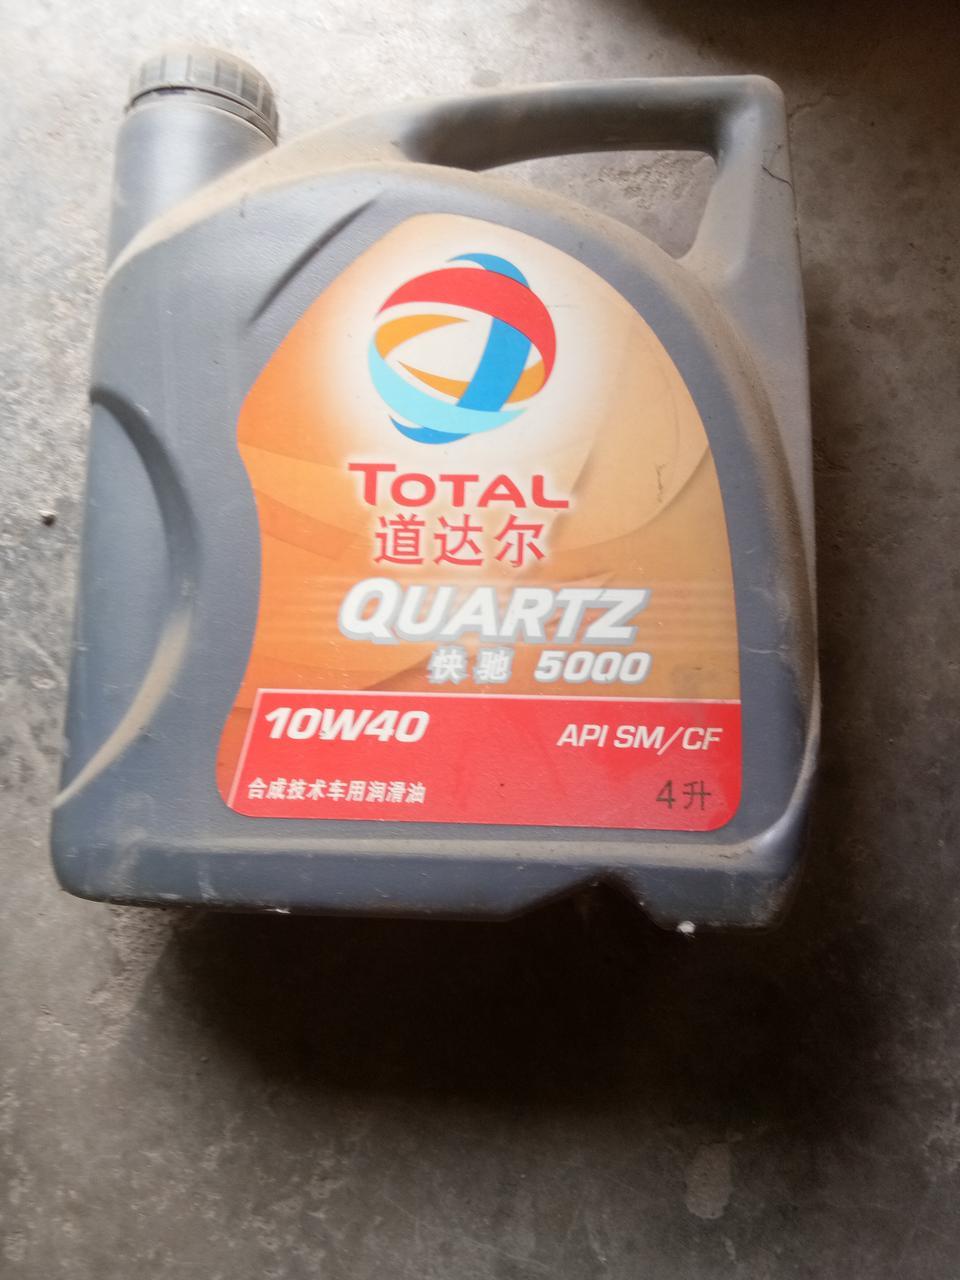 TOTAL
道达尔
QUARTZ
快驰 5000
10W40 API SM/CF
合成技术车用润滑油 4升